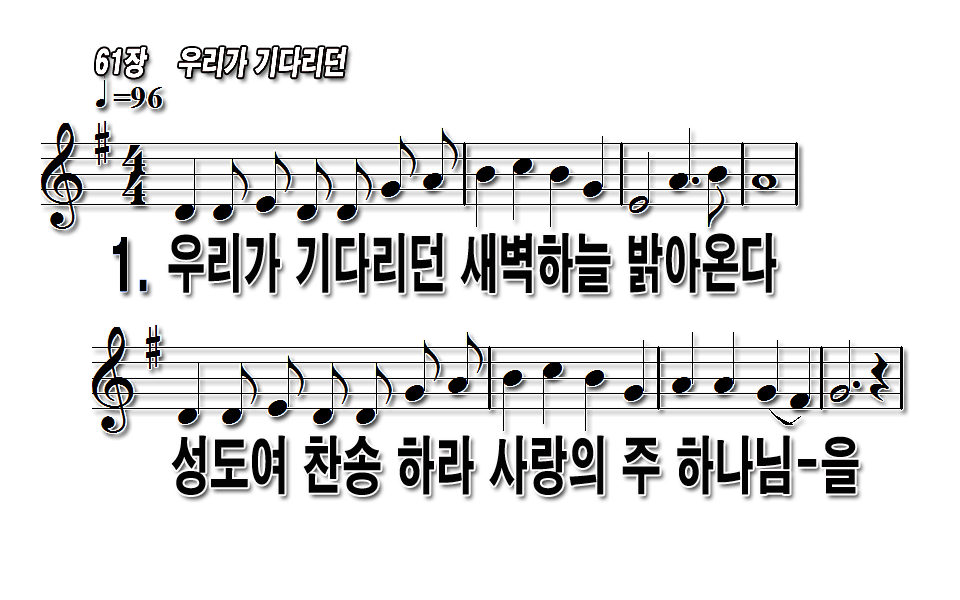 61장 우리가 기다리던
♩=96
4
4
1. 우리가 기다리던 새벽하늘 밝아온다
성도여 찬송 하라 사랑의 주 하나님-을